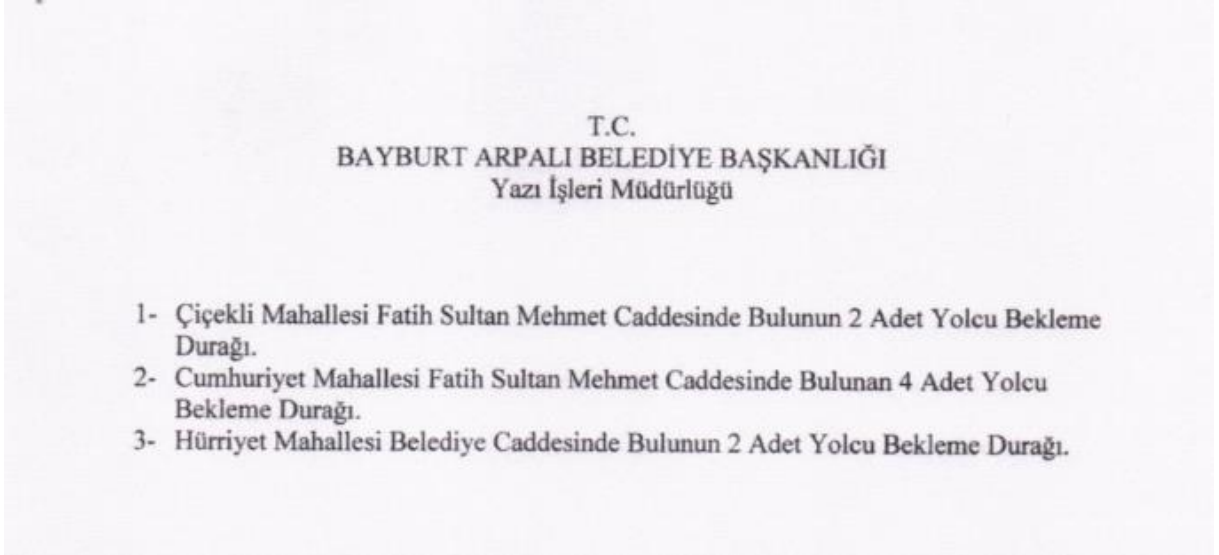 T.C.
BAYBURT ARPALI BELEDİYE BAŞKANLIĞI
Yazı İşleri Müdürlüğü
1- Çiçekli Mahallesi Fatih Sultan Mehmet Caddesinde Bulunun 2 Adet Yolcu Bekleme
Durağı.
2- Cumhuriyet Mahallesi Fatih Sultan Mehmet Caddesinde Bulunan 4 Adet Yolcu
Bekleme Durağı.
3- Hürriyet Mahallesi Belediye Caddesinde Bulunun 2 Adet Yolcu Bekleme Durağı.